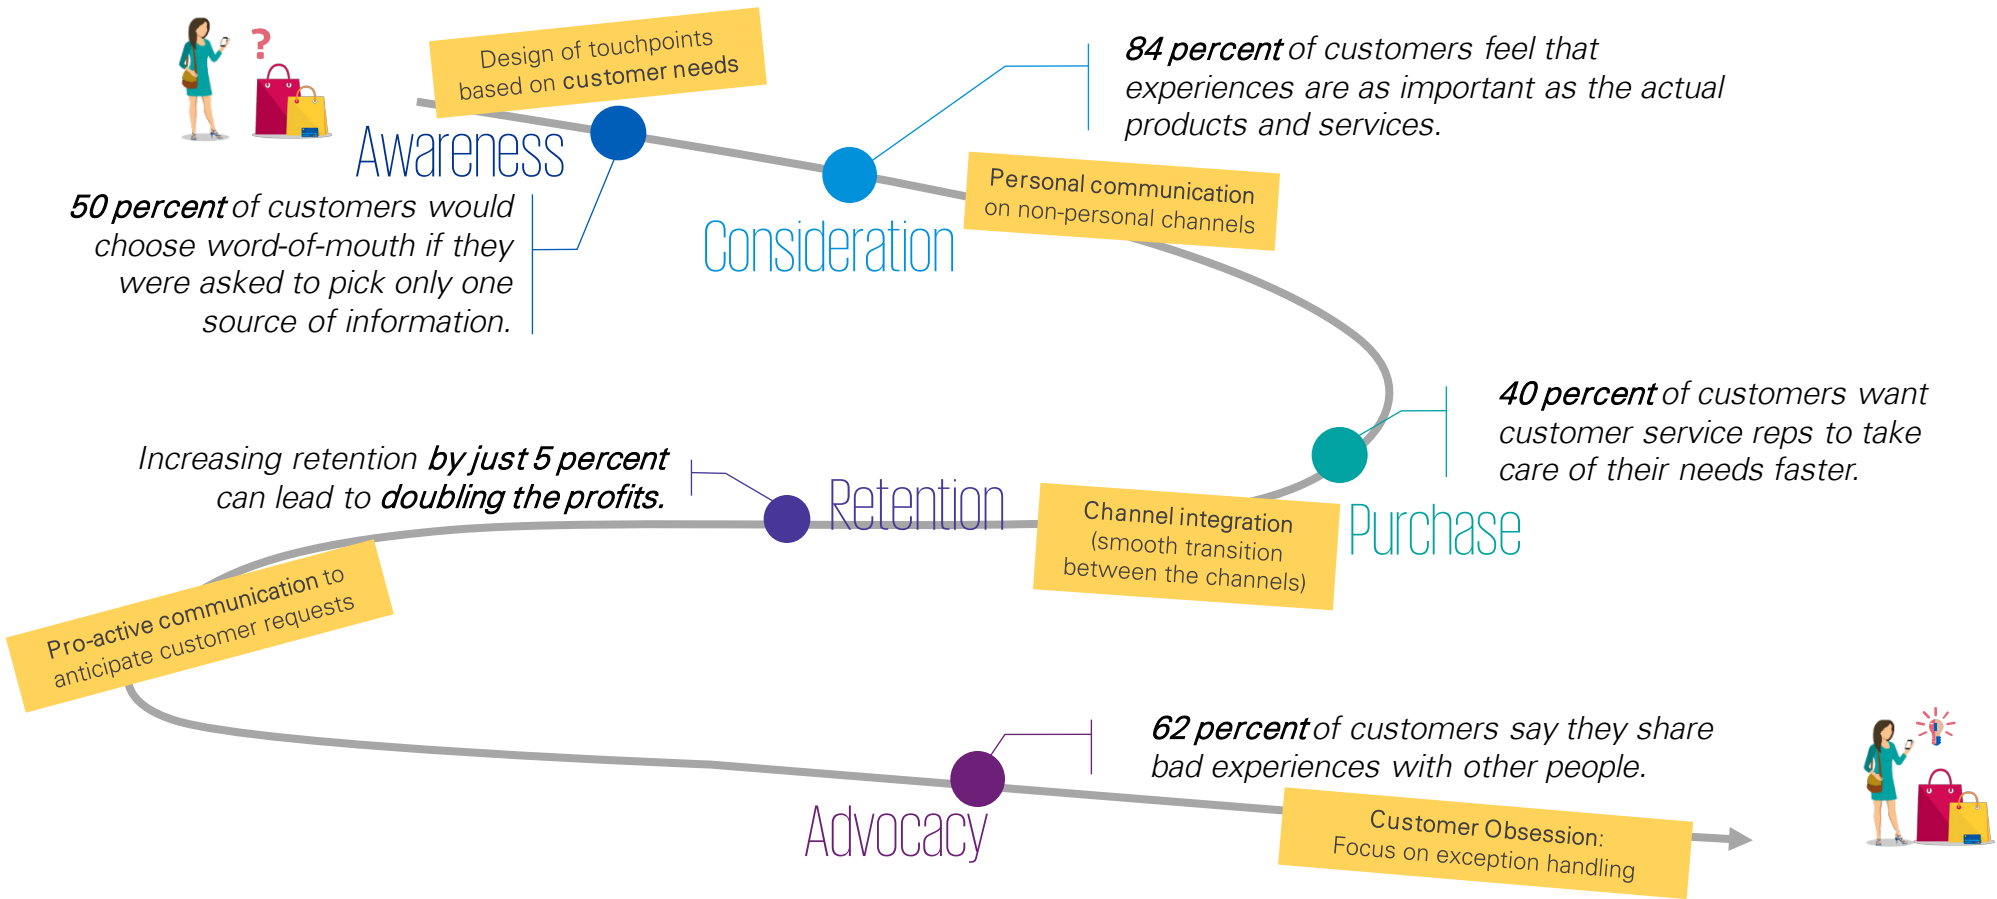 ?
Design of touchpoints
based on customer needs
Awareness
50 percent of customers would
choose word-of-mouth if they
were asked to pick only one
source of information.
84 percent of customers feel that
experiences are as important as the actual
products and services.
Consideration
Personal communication
on non-personal channels
40 percent of customers want
customer service reps to take
care of their needs faster.
Purchase
Channel integration
(smooth transition
between the channels)
Retention
Increasing retention by just 5 percent
can lead to doubling the profits.
Pro-active communication to
anticipate customer requests
Advocacy
62 percent of customers say they share
bad experiences with other people.
Customer Obsession:
Focus on exception handling